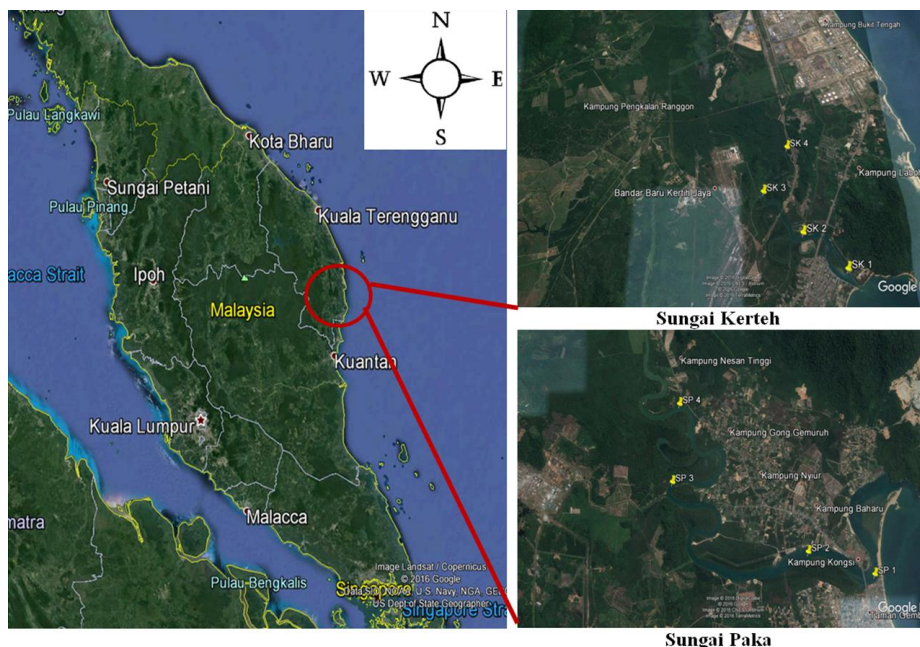 N
W E
S
Pulau Langkawi
Kota Bharu
Sungai Petani
Pulau Pinang
Kuala Terengganu
acca Strait
Ipoh
Malaysia
Kuantan
Kuala Lumpur
Malacca
matra
Pulau Bengkalis
Image Landsat / Copernicus
© 2016 Google
US Dept of State Geographer
Kampung Bukit Tengah
Kampung Pengkalan Ranggon
SK 4
Kampung Labo
SK 3
Bandar Baru Kertih Jaya
SK 2
SK 1
Google
Sungai Kerteh
Kampung Nesan Tinggi
SP 4
Kampung Gong Gemuruh
SP 3
Kampung Nyiur
Kampung Baharu
SP 2
Kampung Kongsi
SP 1
Google
Sungai Paka